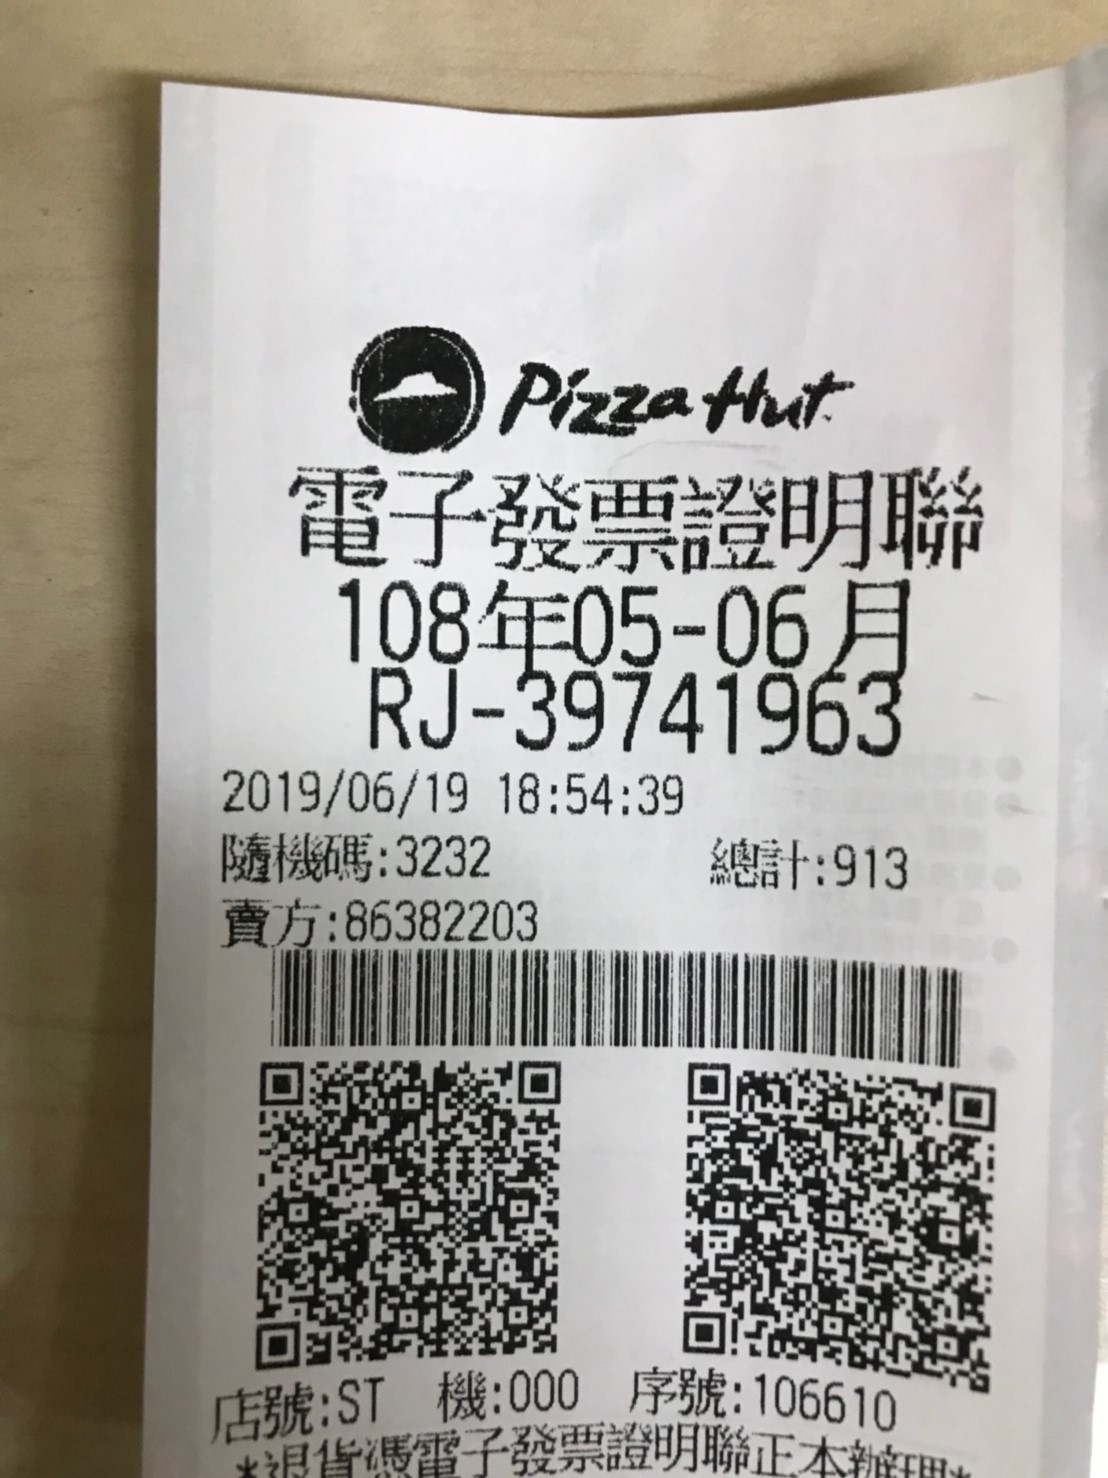 Pizza Hut
電子發票證明聯
108年05-06月
RJ-39741963
2019/06/19 18:54:39
隨機碼:3232 總計:913
賣方:86382203
店號:ST 機:000 序號:106610
*退貨憑電子發票證明聯正本辦理*